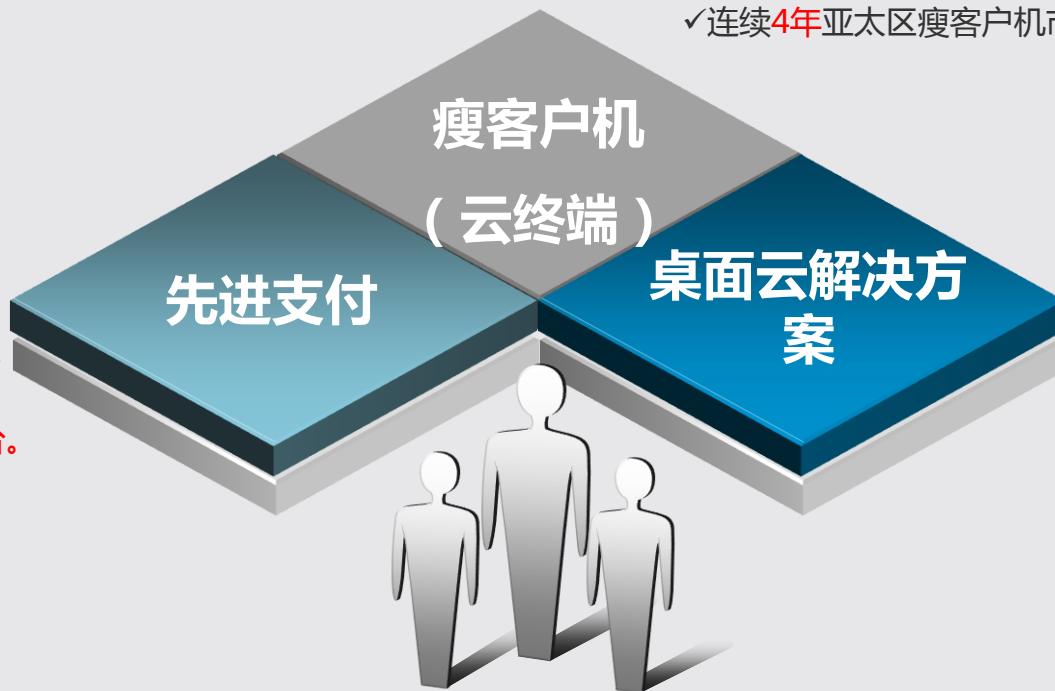 ✓连续4年亚太区瘦客户机
瘦客户机
（云终端）
先进支付
桌面云解决方
案